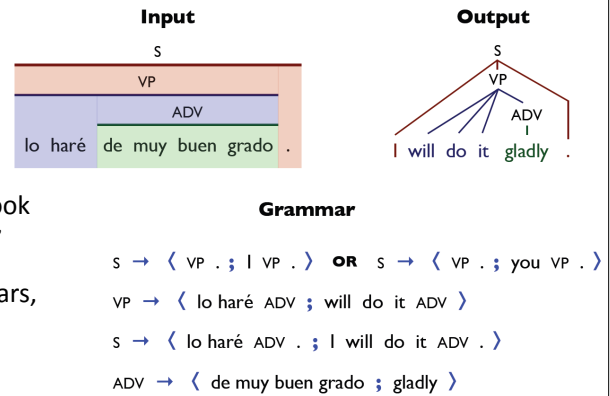 Input
Output
S
VP
ADV
lo haré de muy buen grado .
S
VP
ADV
I will do it gladly .
ook
ars,
Grammar
S → ⟨ VP . ; I VP . ⟩ OR S → ⟨ VP . ; you VP . ⟩
VP → ⟨ lo haré ADV ; will do it ADV ⟩
S → ⟨ lo haré ADV . ; I will do it ADV . ⟩
ADV → ⟨ de muy buen grado ; gladly ⟩